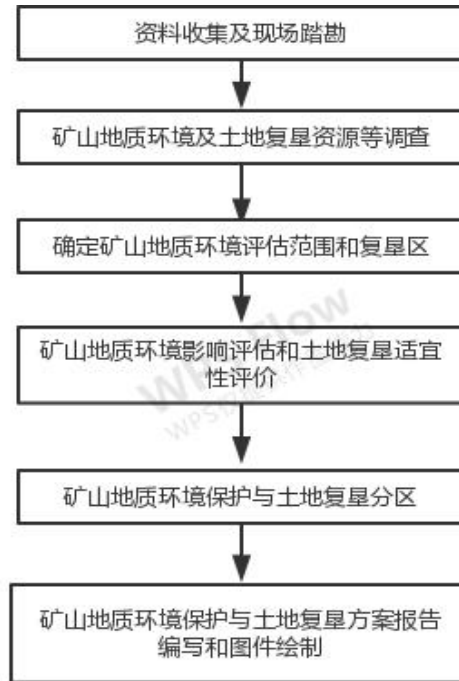 资料收集及现场踏勘
矿山地质环境及土地复垦资源等调查
确定矿山地质环境评估范围和复垦区
矿山地质环境影响评估和土地复垦适宜
性评价
矿山地质环境保护与土地复垦分区
矿山地质环境保护与土地复垦方案报告
编写和图件绘制